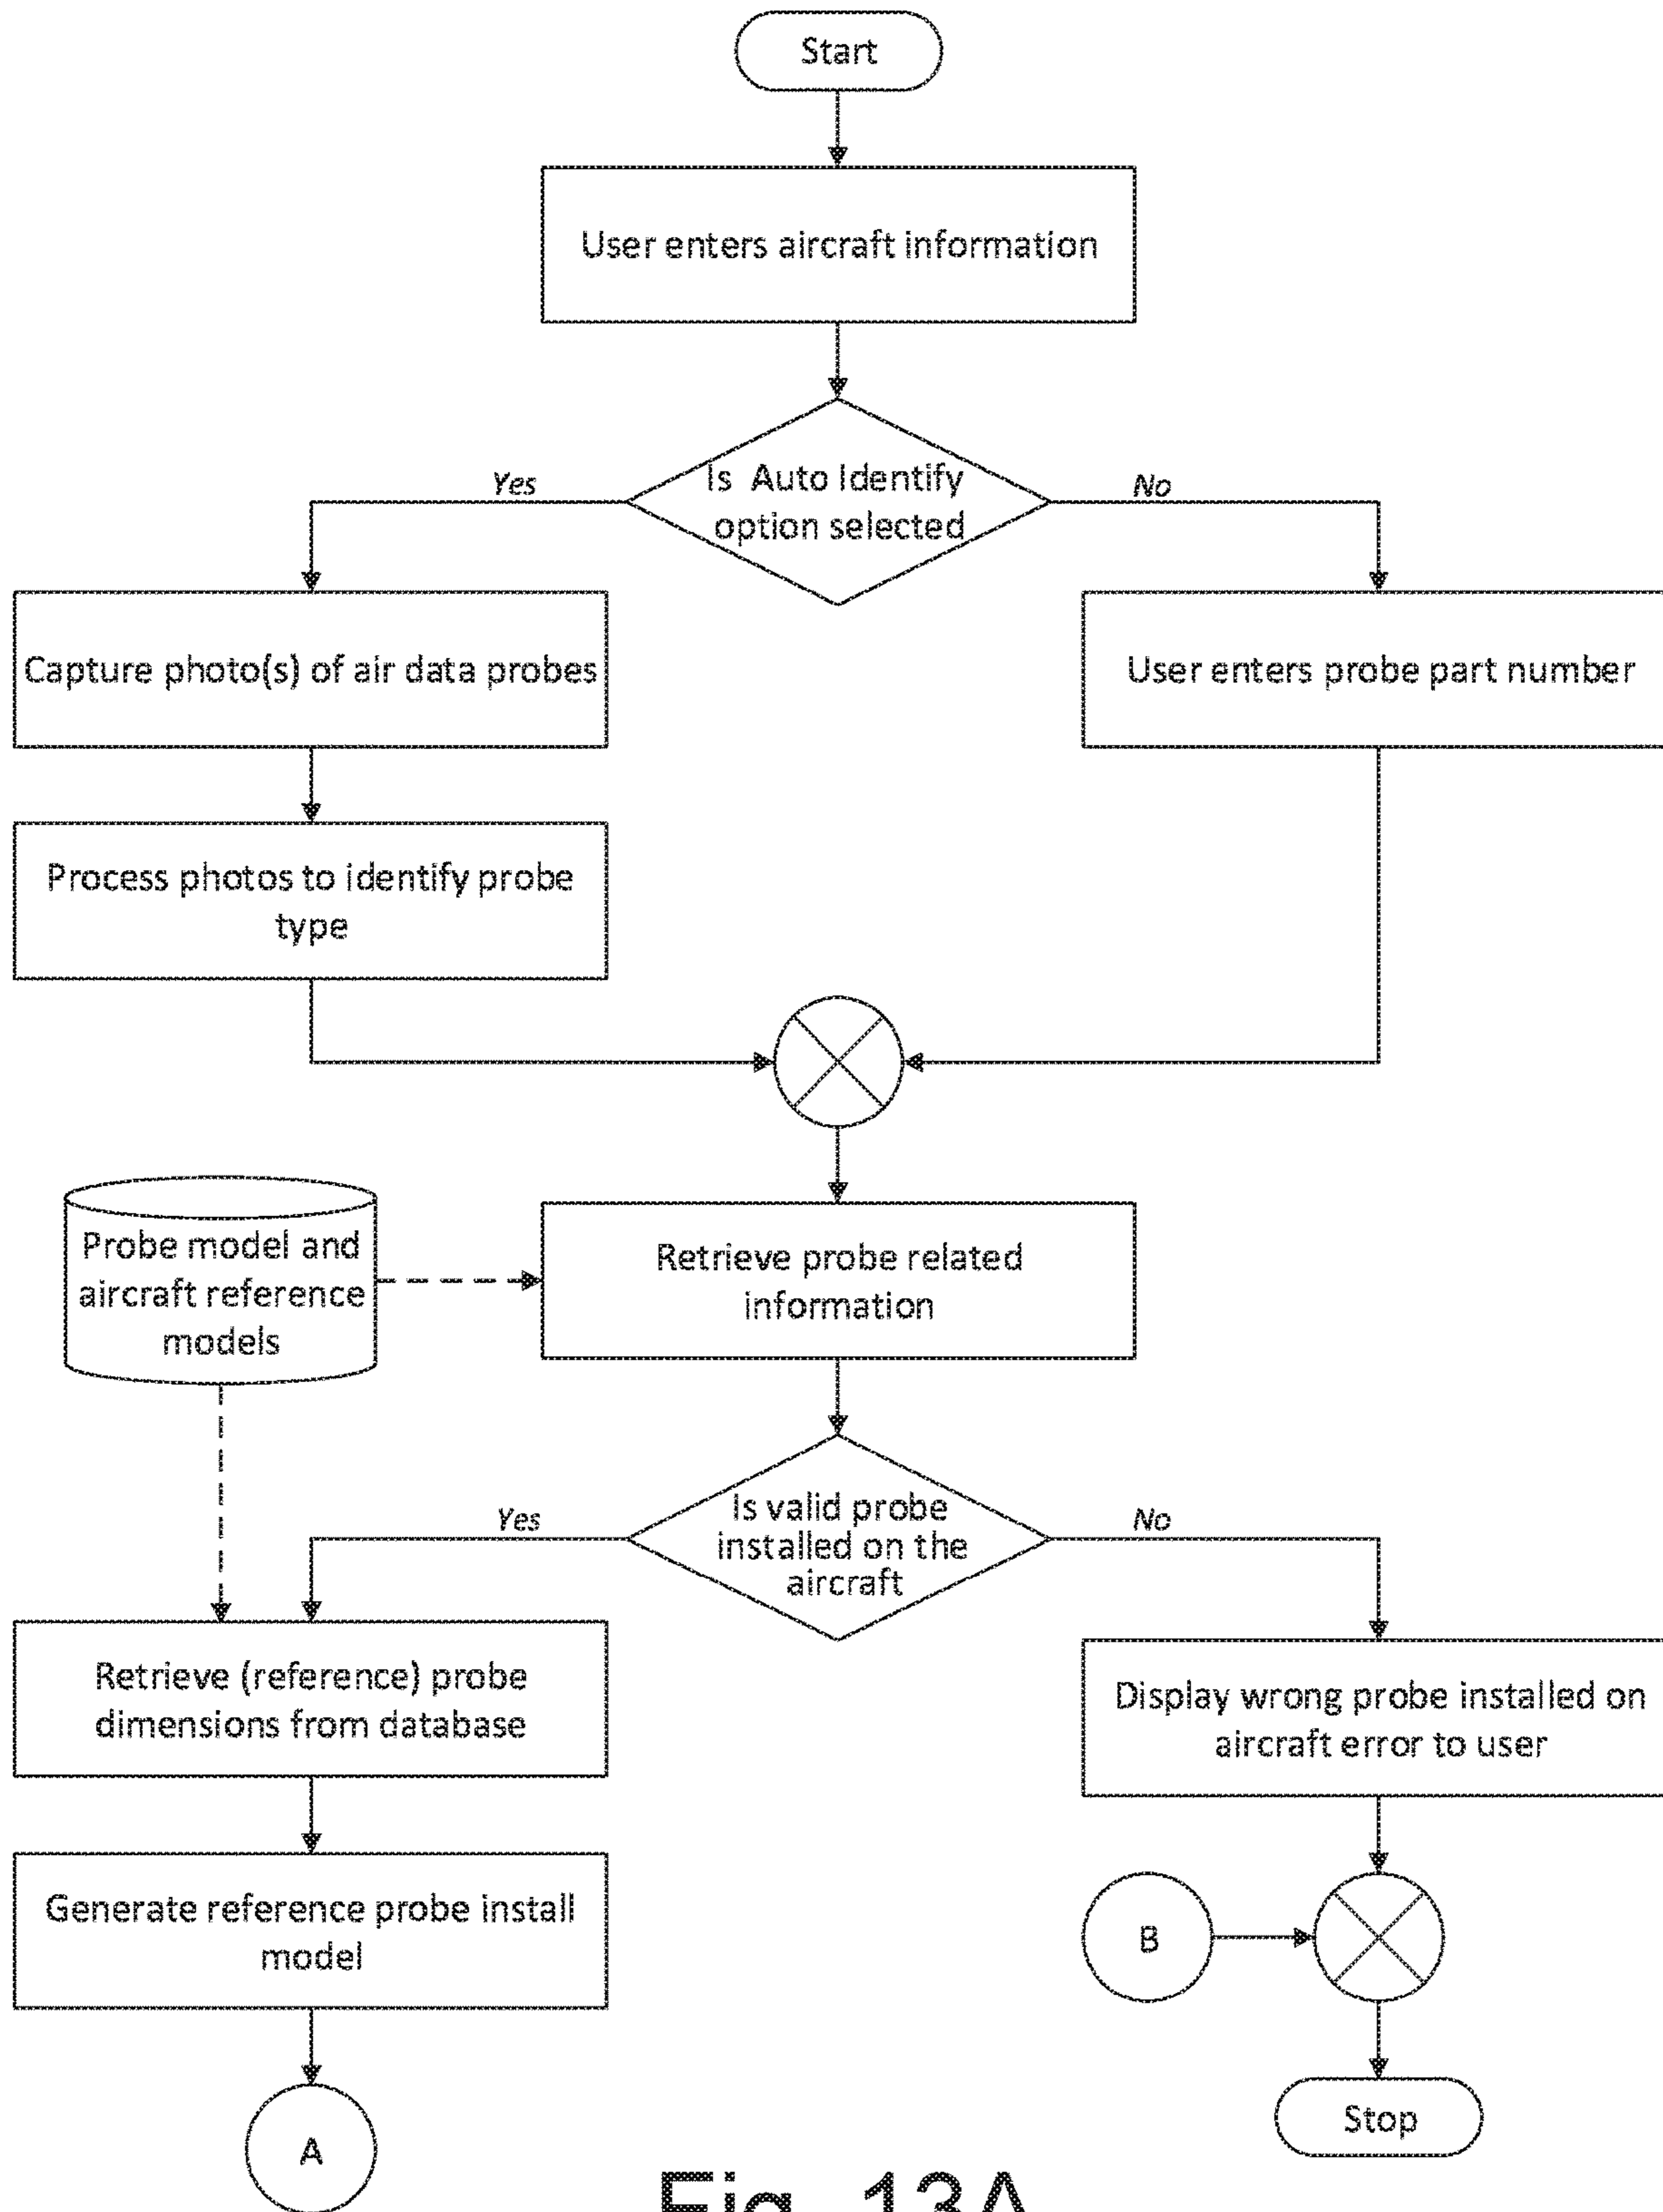 Start
User enters aircraft information
Is Auto Identify
option selected
Yes
No
Capture photo(s) of air data probes
User enters probe part number
Process photos to identify probe
type
Probe model and
aircraft reference
models
Retrieve probe related
information
Is valid probe
installed on the
aircraft
Yes
No
Retrieve (reference) probe
dimensions from database
Display wrong probe installed on
aircraft error to user
Generate reference probe install
model
B
A
Stop
Fig. 13A